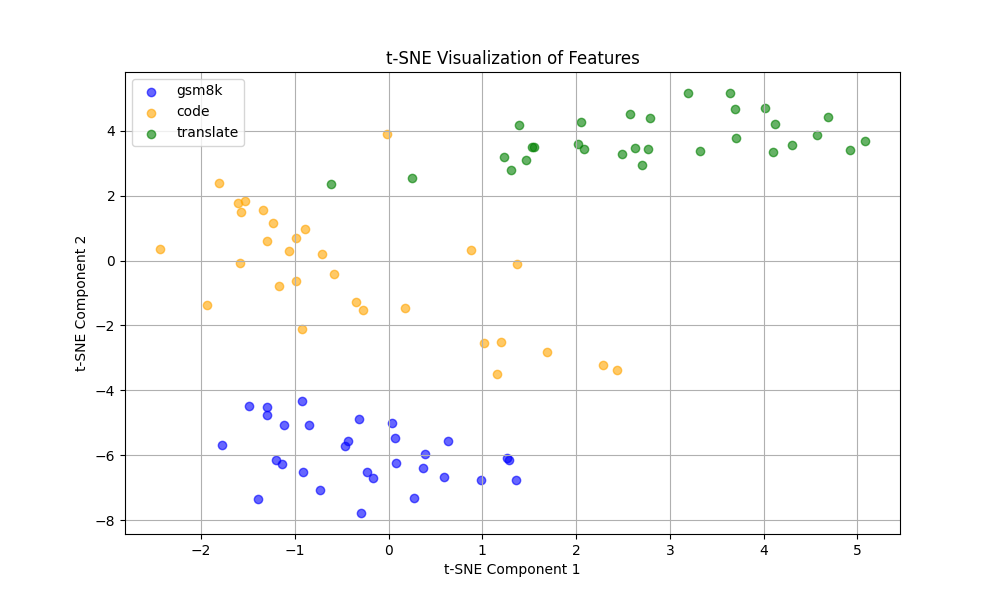 t-SNE Visualization of Features
gsm8k
code
translate
t-SNE Component 2
4
2
0
−2
−4
−6
−8
−2
−1
0
1
2
3
4
5
t-SNE Component 1